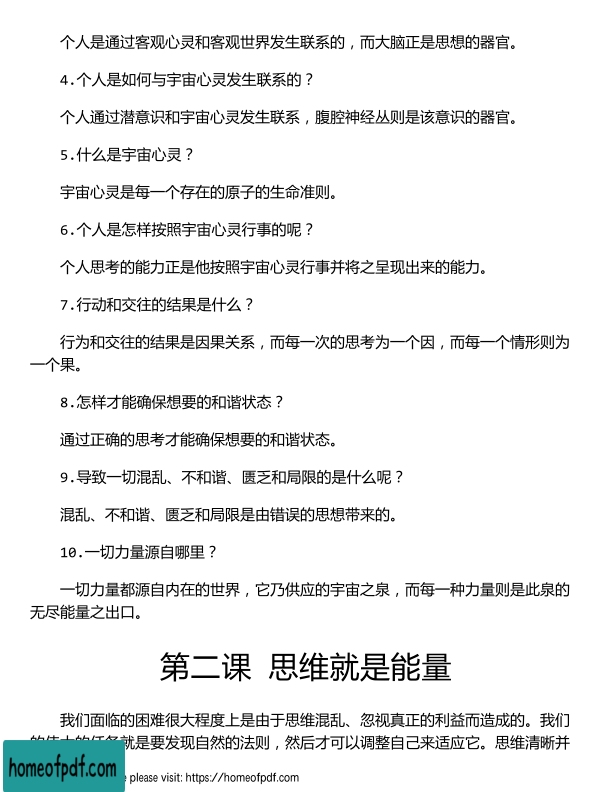 个人是通过客观心灵和客观世界发生联系的，而大脑正是思想的器官。
4.个人是如何与宇宙心灵发生联系的？
个人通过潜意识和宇宙心灵发生联系，腹腔神经丛则是该意识的器官。
5.什么是宇宙心灵？
宇宙心灵是每一个存在的原子的生命准则。
6.个人是怎样按照宇宙心灵行事的呢？
个人思考的能力正是他按照宇宙心灵行事并将之呈现出来的能力。
7.行动和交往的结果是什么？
行为和交往的结果是因果关系，而每一次的思考为一个因，而每一个情形则为
一个果。
8.怎样才能确保想要的和谐状态？
通过正确的思考才能确保想要的和谐状态。
9.导致一切混乱、不和谐、匮乏和局限的是什么呢？
混乱、不和谐、匮乏和局限是由错误的思想带来的。
10.一切力量源自哪里？
一切力量都源自内在的世界，它乃供应的宇宙之泉，而每一种力量则是此泉的
无尽能量之出口。
第二课 思维就是能量
我们面临的困难很大程度上是由于思维混乱、忽视真正的利益而造成的。我们
的伟大的任务就是要发现自然的法则，然后才可以调整自己来适应它。思维清晰并
homeofpdf.com
please visit: https://homeofpdf.com